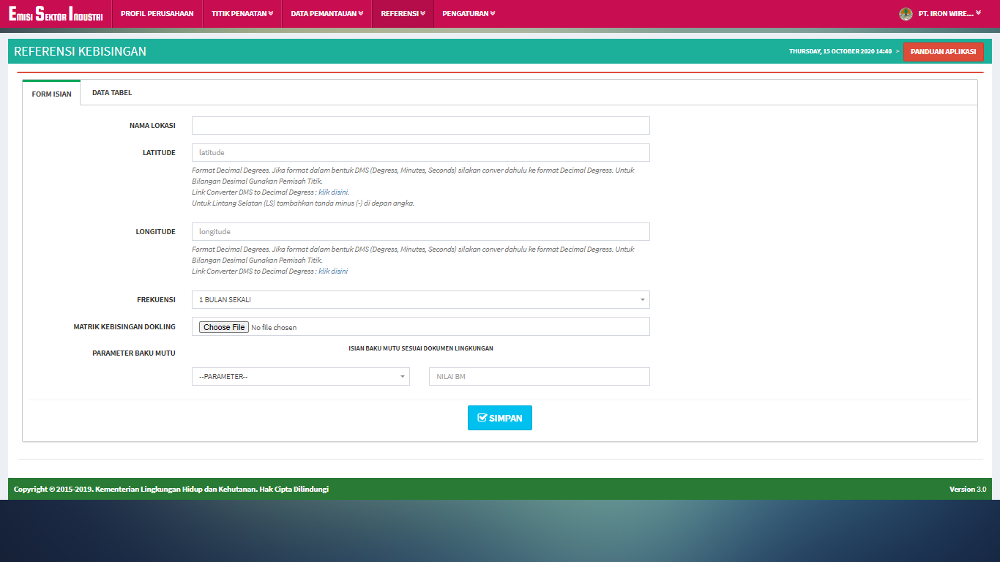 Emisi Sektor Industri
PROFIL PERUSAHAAN
TITIK PENAATAN
DATA PEMANTAUAN
REFERENSI
PENGATURAN
PT. IRON WIRE...
REFERENSI KEBISINGAN
THURSDAY, 15 OCTOBER 2020 14:40 >
PANDUAN APLIKASI
FORM ISIAN
DATA TABEL
NAMA LOKASI
LATITUDE
latitude
Format Decimal Degrees. Jika format dalam bentuk DMS (Degress, Minutes, Seconds) silakan conver dahulu ke format Decimal Degress. Untuk
Bilangan Desimal Gunakan Pemisah Titik.
Link Converter DMS to Decimal Degress : klik disini.
Untuk Lintang Selatan (LS) tambahkan tanda minus (-) di depan angka.
LONGITUDE
longitude
Format Decimal Degrees. Jika format dalam bentuk DMS (Degress, Minutes, Seconds) silakan conver dahulu ke format Decimal Degress. Untuk
Bilangan Desimal Gunakan Pemisah Titik.
Link Converter DMS to Decimal Degress : klik disini
FREKUENSI
1 BULAN SEKALI
MATRIK KEBISINGAN DOKLING
Choose File No file chosen
PARAMETER BAKU MUTU
ISIAN BAKU MUTU SESUAI DOKUMEN LINGKUNGAN
--PARAMETER--
NILAI BM
SIMPAN
Copyright © 2015-2019. Kementerian Lingkungan Hidup dan Kehutanan. Hak Cipta Dilindungi
Version 3.0